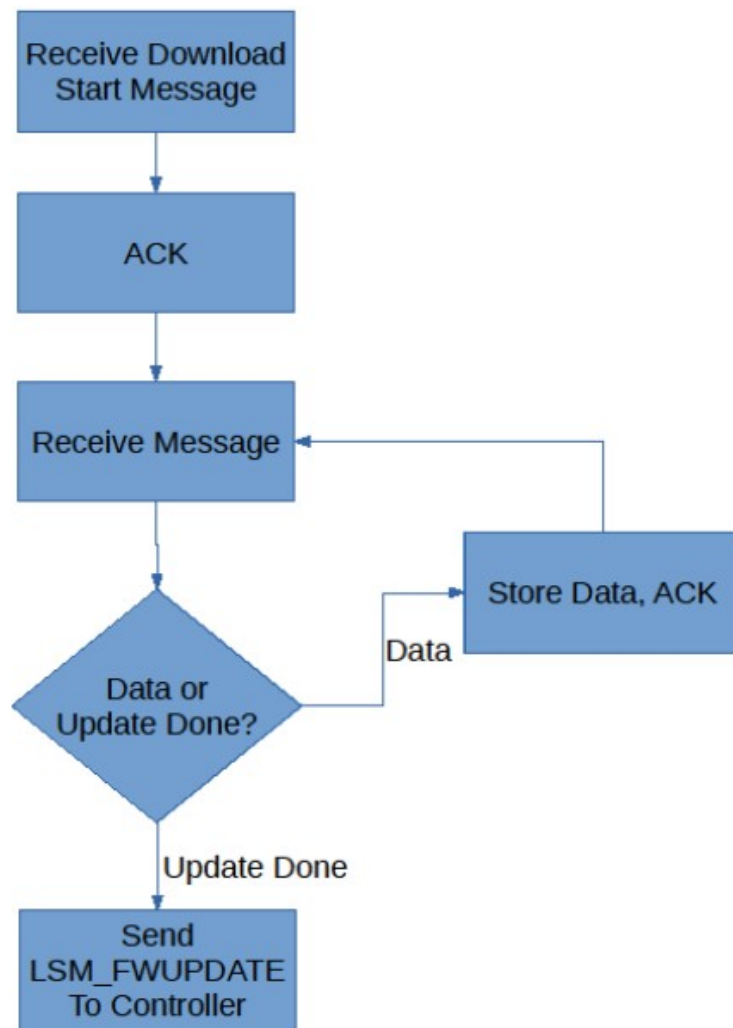 Receive Download
Start Message
ACK
Receive Message
Store Data, ACK
Data
Data or
Update Done?
Update Done
Send
LSM_FWUPDATE
To Controller